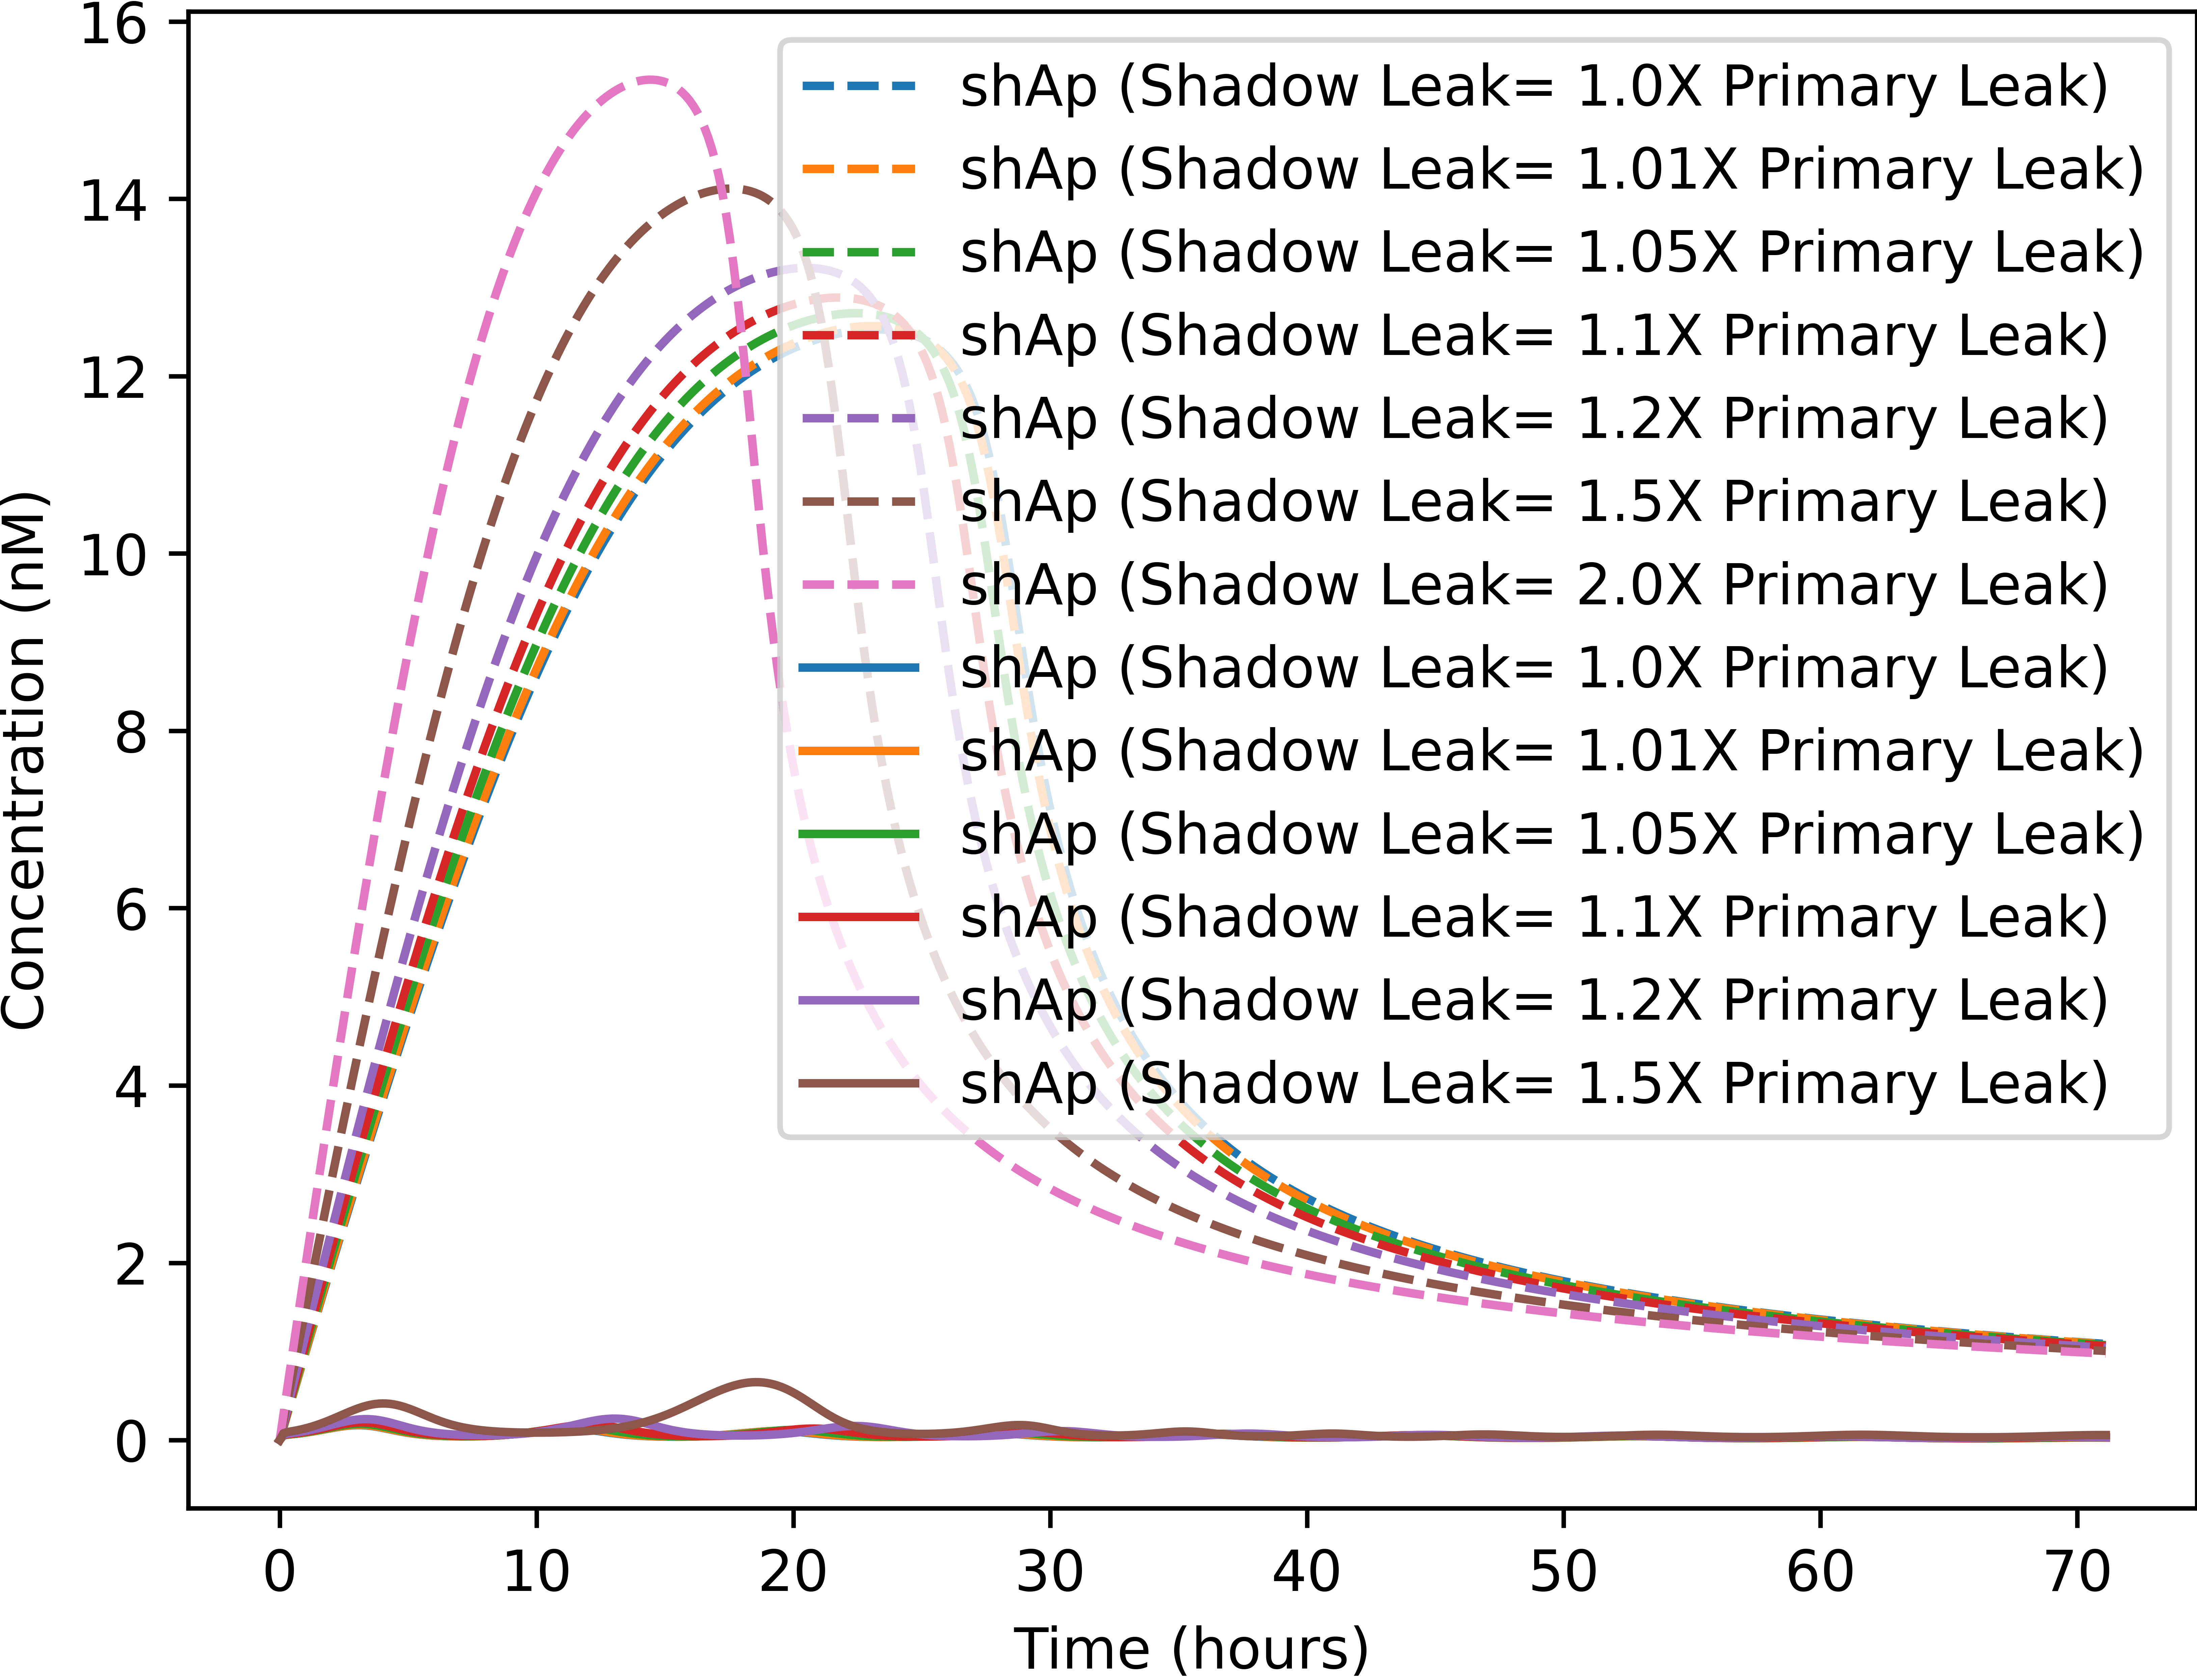 16
14
12
10
8
6
4
2
0
Concentration (nM)
shAp (Shadow Leak= 1.0X Primary Leak)
shAp (Shadow Leak= 1.01X Primary Leak)
shAp (Shadow Leak= 1.05X Primary Leak)
shAp (Shadow Leak= 1.1X Primary Leak)
shAp (Shadow Leak= 1.2X Primary Leak)
shAp (Shadow Leak= 1.5X Primary Leak)
shAp (Shadow Leak= 2.0X Primary Leak)
shAp (Shadow Leak= 1.0X Primary Leak)
shAp (Shadow Leak= 1.01X Primary Leak)
shAp (Shadow Leak= 1.05X Primary Leak)
shAp (Shadow Leak= 1.1X Primary Leak)
shAp (Shadow Leak= 1.2X Primary Leak)
shAp (Shadow Leak= 1.5X Primary Leak)
0 10 20 30 40 50 60 70
Time (hours)